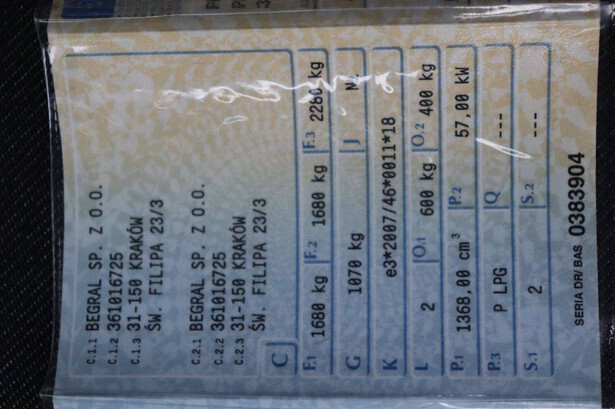 C.1.1 BEGRAL SP. Z O.O.
C.1.2 361016725
C.1.3 31-150 KRAKÓW
ŚW. FILIPA 23/3
C.2.1 BEGRAL SP. Z O.O.
C.2.2 361016725
C.2.3 31-150 KRAKÓW
ŚW. FILIPA 23/3
C
F.1 1680 kg F.2 1680 kg F.3 2280 kg
G 1070 kg J
K e3*2007/46*0011*18
L 2 O.1 600 kg O.2 400 kg
P.1 1368,00 cm³ P.2 57,00 kW
P.3 P LPG Q ---
S.1 2 S.2 ---
SERIA DR/ BAS 0383904